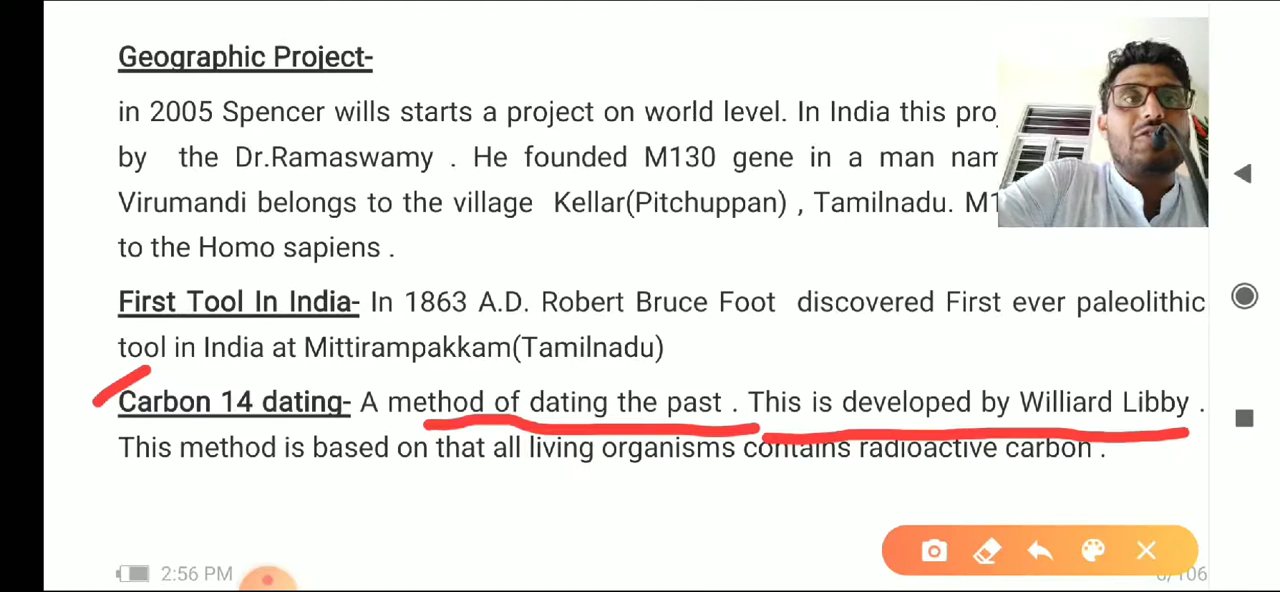 Geographic Project-
in 2005 Spencer wills starts a project on world level. In India this
by the Dr.Ramaswamy . He founded M130 gene in a man
Virumandi belongs to the village Kellar(Pitchuppan) , Tamilnadu.
to the Homo sapiens .
First Tool In India- In 1863 A.D. Robert Bruce Foot discovered First ever paleolithic
tool in India at Mittirampakkam(Tamilnadu)
Carbon 14 dating- A method of dating the past . This is developed by Williard Libby .
This method is based on that all living organisms contains radioactive carbon .
2:56 PM